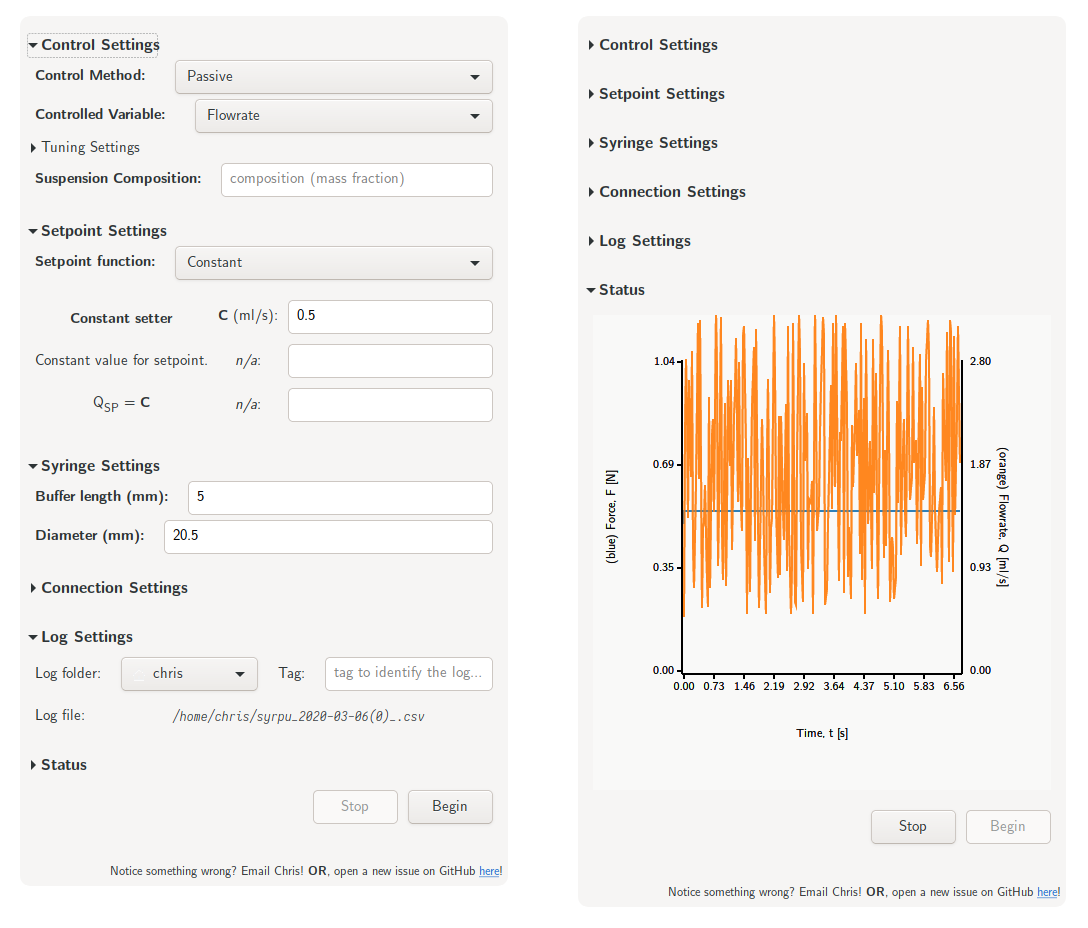 Control Settings
Control Method: Passive
Controlled Variable: Flowrate
Tuning Settings
Suspension Composition: composition (mass fraction)
Setpoint Settings
Setpoint function: Constant
Constant setter C (ml/s): 0.5
Constant value for setpoint. n/a:
QSP = C n/a:
Syringe Settings
Buffer length (mm): 5
Diameter (mm): 20.5
Connection Settings
Log Settings
Log folder: chris Tag: tag to identify the log...
Log file: /home/chris/syrpu_2020-03-06(0)_.csv
Status
Stop Begin
Notice something wrong? Email Chris! OR, open a new issue on GitHub here!
Control Settings
Setpoint Settings
Syringe Settings
Connection Settings
Log Settings
Status
1.04 2.80
0.69 1.87
0.35 0.93
0.00 0.00
(blue) Force, F [N]
(orange) Flowrate, Q [ml/s]
0.00 0.73 1.46 2.19 2.92 3.64 4.37 5.10 5.83 6.56
Time, t [s]
Stop Begin
Notice something wrong? Email Chris! OR, open a new issue on GitHub here!